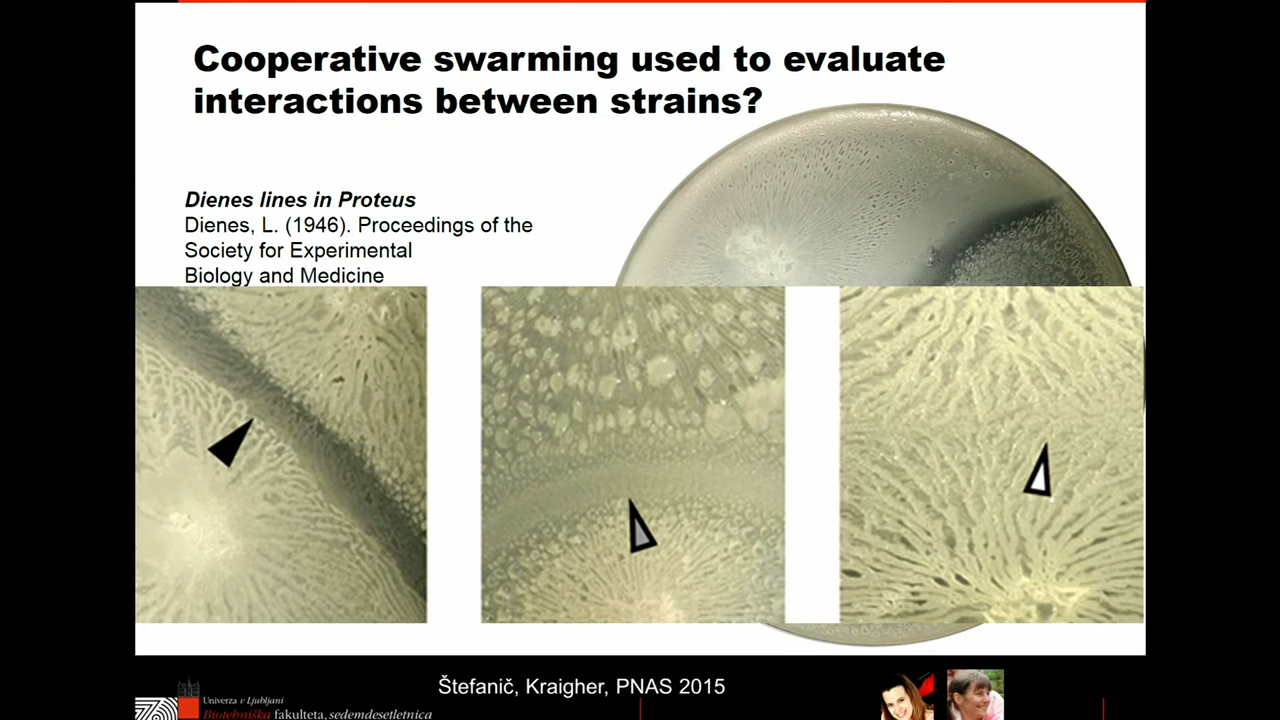 Cooperative swarming used to evaluate
interactions between strains?
Dienes lines in Proteus
Dienes, L. (1946). Proceedings of the
Society for Experimental
Biology and Medicine
Štefanič, Kraigher, PNAS 2015
Univerza v Ljubljani
Biotehniška fakulteta, sedemdesetletnica